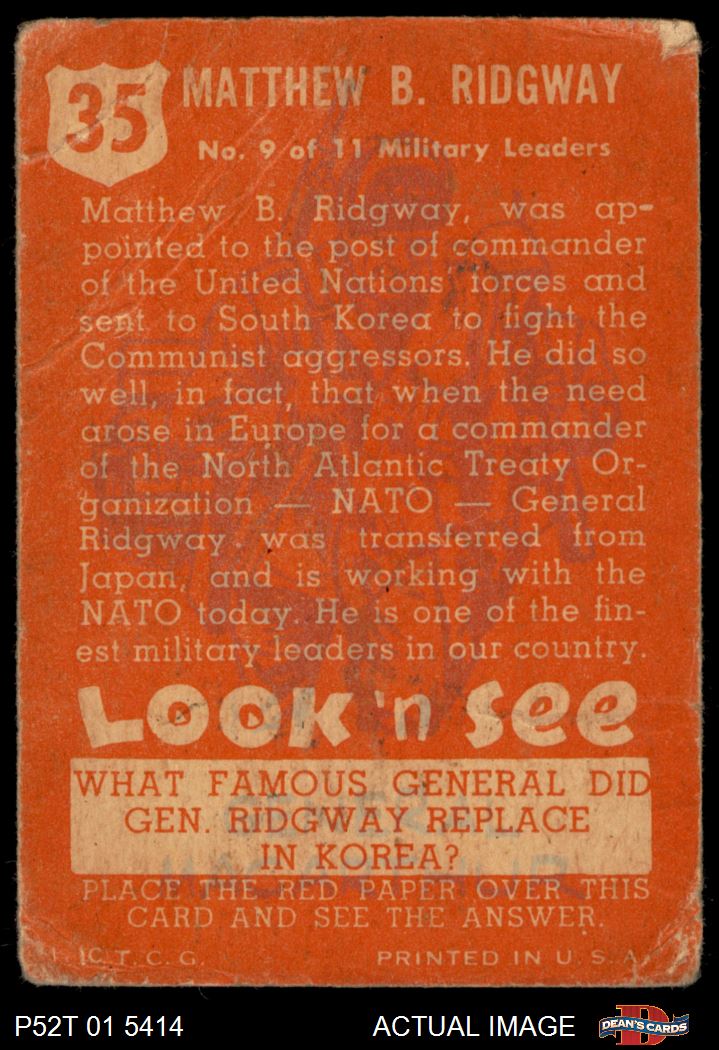 35
MATTHEW B. RIDGWAY
No. 9 of 11 Military Leaders
Matthew B. Ridgway, was ap-
pointed to the post of commander
of the United Nations' forces and
sent to South Korea to fight the
Communist aggressors. He did so
well, in fact, that when the need
arose in Europe for a commander
of the North Atlantic Treaty Or-
ganization — NATO — General
Ridgway was transferred from
Japan, and is working with the
NATO today. He is one of the fin-
est military leaders in our country.
LOOK 'n SEE
WHAT FAMOUS GENERAL DID
GEN. RIDGWAY REPLACE
IN KOREA?
GENERAL
MACARTHUR
PLACE THE RED PAPER OVER THIS
CARD AND SEE THE ANSWER.
©T.C.G. PRINTED IN U.S.A.
P52T 01 5414 ACTUAL IMAGE D DEAN'S CARDS